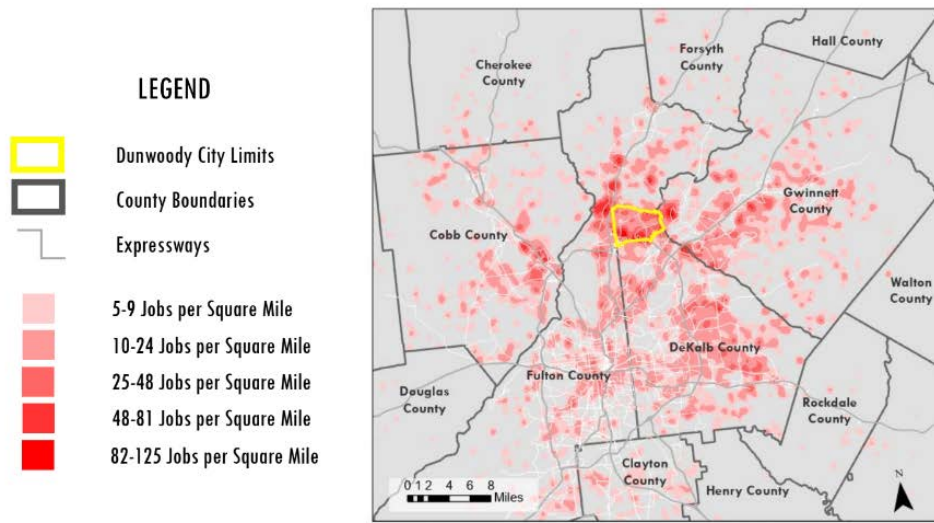 LEGEND
Dunwoody City Limits
County Boundaries
Expressways
5-9 Jobs per Square Mile
10-24 Jobs per Square Mile
25-48 Jobs per Square Mile
48-81 Jobs per Square Mile
82-125 Jobs per Square Mile
Hall County
Forsyth
County
Cherokee
County
Gwinnett
County
Cobb County
Walton
County
DeKalb County
Fulton County
Douglas
County
Rockdale
County
Clayton
County
Henry County
0 1 2 4 6 8
Miles
N